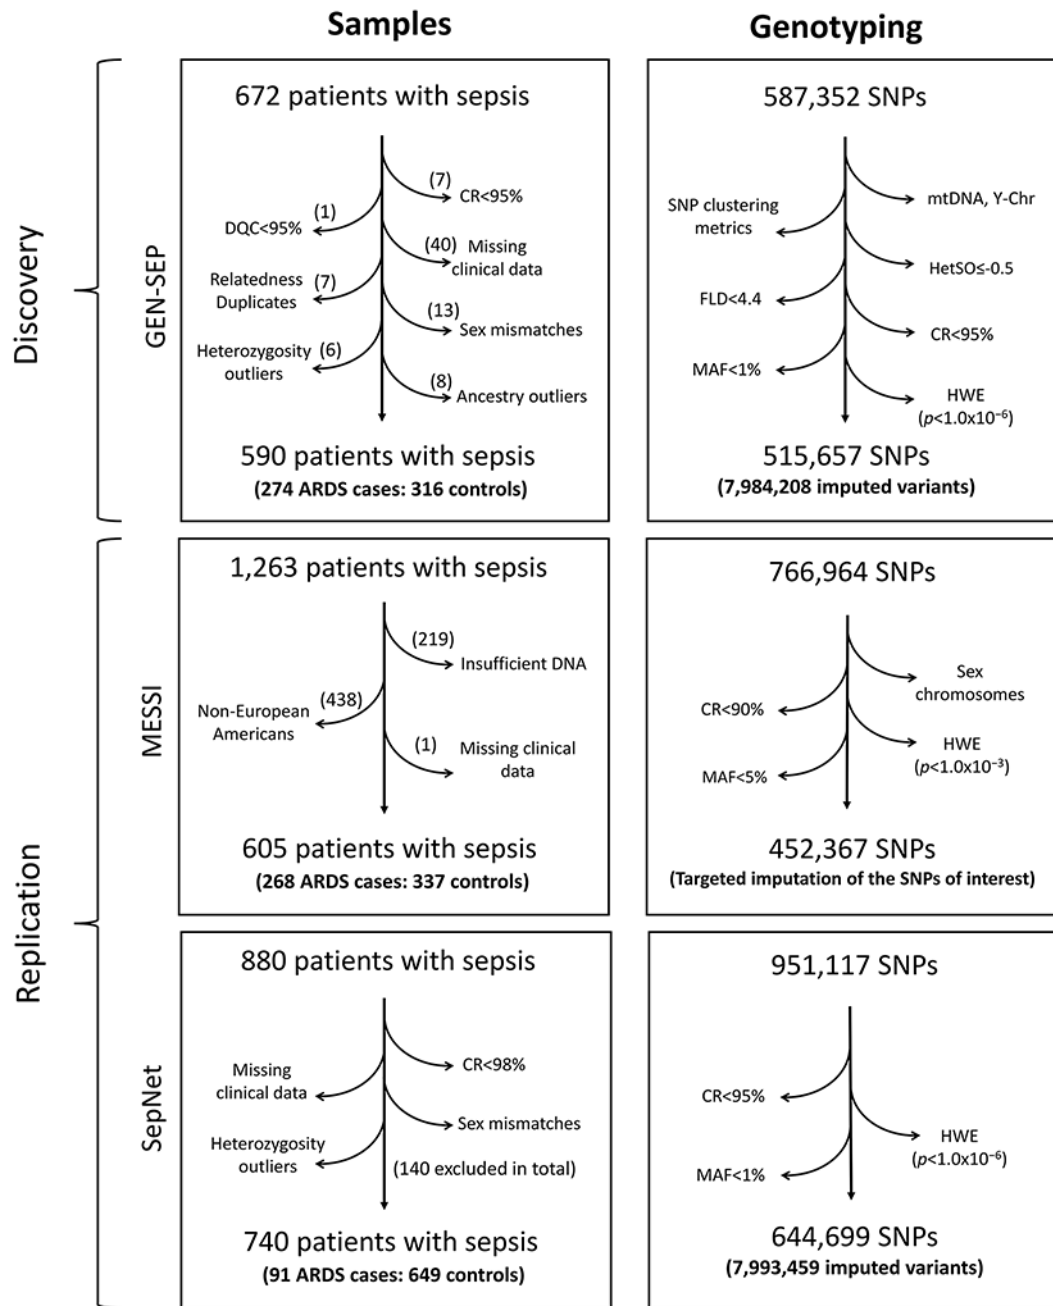 Samples
Genotyping
Discovery
GEN-SEP
672 patients with sepsis
(7)
CR<95%
(1)
DQC<95%
(40)
Missing
clinical data
Relatedness
Duplicates
(7)
(13)
Sex mismatches
Heterozygosity
outliers
(6)
(8)
Ancestry outliers
590 patients with sepsis
(274 ARDS cases: 316 controls)
587,352 SNPs
mtDNA, Y-Chr
SNP clustering
metrics
HetSO≤-0.5
FLD<4.4
CR<95%
MAF<1%
HWE
(p<1.0x10⁻⁶)
515,657 SNPs
(7,984,208 imputed variants)
Replication
MESSI
1,263 patients with sepsis
(219)
Insufficient DNA
(438)
Non-European
Americans
(1)
Missing clinical
data
605 patients with sepsis
(268 ARDS cases: 337 controls)
766,964 SNPs
Sex
chromosomes
CR<90%
HWE
(p<1.0x10⁻³)
MAF<5%
452,367 SNPs
(Targeted imputation of the SNPs of interest)
SepNet
880 patients with sepsis
CR<98%
Missing
clinical data
Sex mismatches
Heterozygosity
outliers
(140 excluded in total)
740 patients with sepsis
(91 ARDS cases: 649 controls)
951,117 SNPs
CR<95%
HWE
(p<1.0x10⁻⁶)
MAF<1%
644,699 SNPs
(7,993,459 imputed variants)